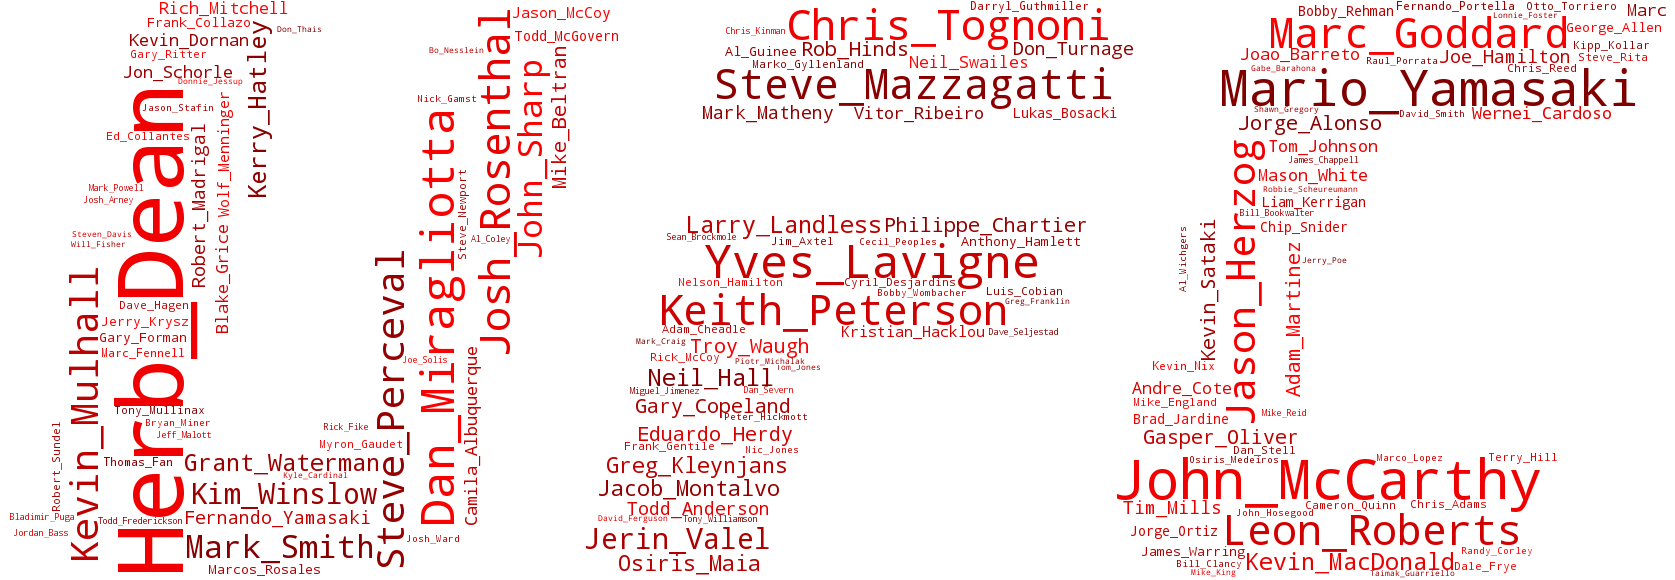 Rich_Mitchell
Frank_Collazo
Don_Thais
Kevin_Dornan
Gary_Ritter
Jon_Schorle
Donnie_Jessup
Kerry_Hatley
Jason_Stafin
Ed_Collantes
Robert_Madrigal
Blake_Grice
Wolf_Menninger
Mark_Powell
Josh_Arney
Steven_Davis
Will_Fisher
Herb_Dean
Kevin_Mulhall
Dave_Hagen
Jerry_Krysz
Gary_Forman
Marc_Fennell
Tony_Mullinax
Bryan_Miner
Jeff_Malott
Robert_Sundel
Thomas_Fan
Bladimir_Puga
Jordan_Bass
Todd_Frederickson
Grant_Waterman
Kyle_Cardinal
Kim_Winslow
Fernando_Yamasaki
Mark_Smith
Marcos_Rosales
Rick_Fike
Myron_Gaudet
Steve_Perceval
Josh_Ward
Joe_Solis
Dan_Miragliotta
Camilla_Albuquerque
Steve_Newport
Al_Coley
Nick_Gamst
Bo_Nesslein
Josh_Rosenthal
Jason_McCoy
Todd_McGovern
John_Sharp
Mike_Beltran
Darryl_Guthmiller
Chris_Tognoni
Chris_Kinman
Al_Guinee
Rob_Hinds
Don_Turnage
Marko_Gyllenland
Neil_Swailes
Steve_Mazzagatti
Mark_Matheny
Vitor_Ribeiro
Lukas_Bosacki
Larry_Landless
Philippe_Chartier
Sean_Brockmole
Jim_Axtel
Cecil_Peoples
Anthony_Hamlett
Yves_Lavigne
Nelson_Hamilton
Cyril_Desjardins
Bobby_Wombacher
Luis_Cobian
Greg_Franklin
Keith_Peterson
Adam_Cheadle
Kristian_Hacklou
Dave_Seljestad
Mark_Craig
Troy_Waugh
Rick_McCoy
Piotr_Michalak
Tom_Jones
Neil_Hall
Miguel_Jimenez
Dan_Severn
Gary_Copeland
Peter_Hickmott
Eduardo_Herdy
Frank_Gentile
Nic_Jones
Greg_Kleynjans
Jacob_Montalvo
Todd_Anderson
David_Ferguson
Tony_Williamson
Jerin_Valel
Osiris_Maia
Bobby_Rehman
Fernando_Portella
Otto_Torriero
Marc
Lonnie_Foster
Marc_Goddard
George_Allen
Kipp_Kollar
Joao_Barreto
Raul_Porrata
Joe_Hamilton
Steve_Rita
Gabe_Barahona
Chris_Reed
Mario_Yamasaki
Shawn_Gregory
David_Smith
Wernei_Cardoso
Jorge_Alonso
Tom_Johnson
James_Chappell
Mason_White
Robbie_Scheureumann
Liam_Kerrigan
Bill_Bookwalter
Chip_Snider
Jerry_Poe
Al_Wichgers
Kevin_Sataki
Jason_Herzog
Adam_Martinez
Kevin_Nix
Andre_Cote
Mike_England
Mike_Reid
Brad_Jardine
Gasper_Oliver
Dan_Stell
Osiris_Medeiros
Marco_Lopez
Terry_Hill
John_McCarthy
Tim_Mills
John_Hosegood
Cameron_Quinn
Chris_Adams
Jorge_Ortiz
Leon_Roberts
James_Warring
Randy_Corley
Bill_Clancy
Kevin_MacDonald
Dale_Frye
Mike_King
Taimak_Guarriello